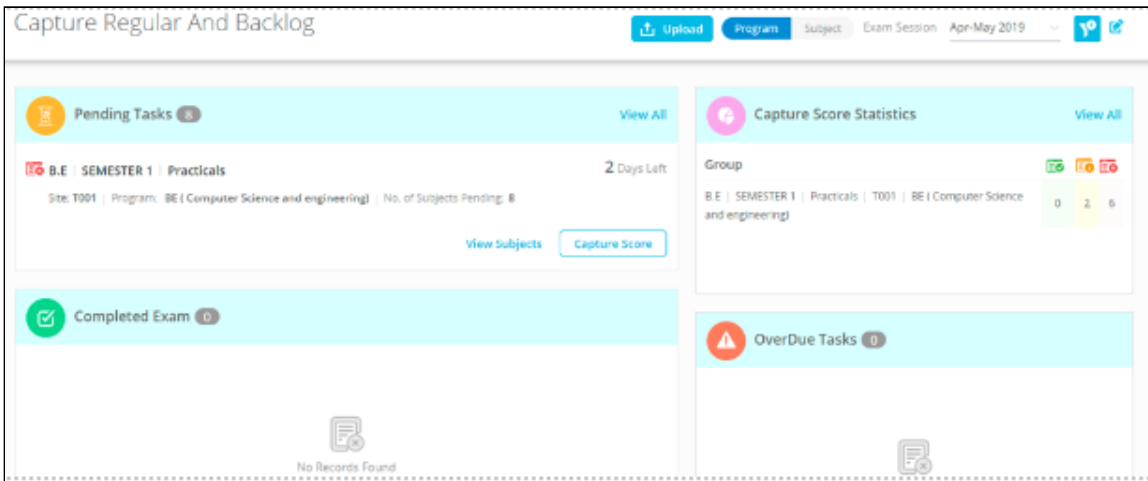 Capture Regular And Backlog
Upload Program Subject Exam Session Apr-May 2019
Pending Tasks 8 View All
B.E | SEMESTER 1 | Practicals 2 Days Left
Site: T001 | Program: BE ( Computer Science and engineering) | No. of Subjects Pending: 8
View Subjects Capture Score
Completed Exam 0
No Records Found
Capture Score Statistics View All
Group
B.E | SEMESTER 1 | Practicals | T001 | BE ( Computer Science
and engineering)
0 2 6
OverDue Tasks 0